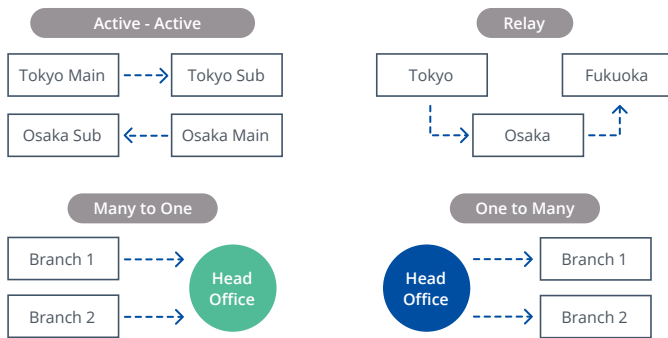 Active - Active
Tokyo Main
Tokyo Sub
Osaka Sub
Osaka Main
Relay
Tokyo
Fukuoka
Osaka
Many to One
Branch 1
Branch 2
Head
Office
One to Many
Head
Office
Branch 1
Branch 2